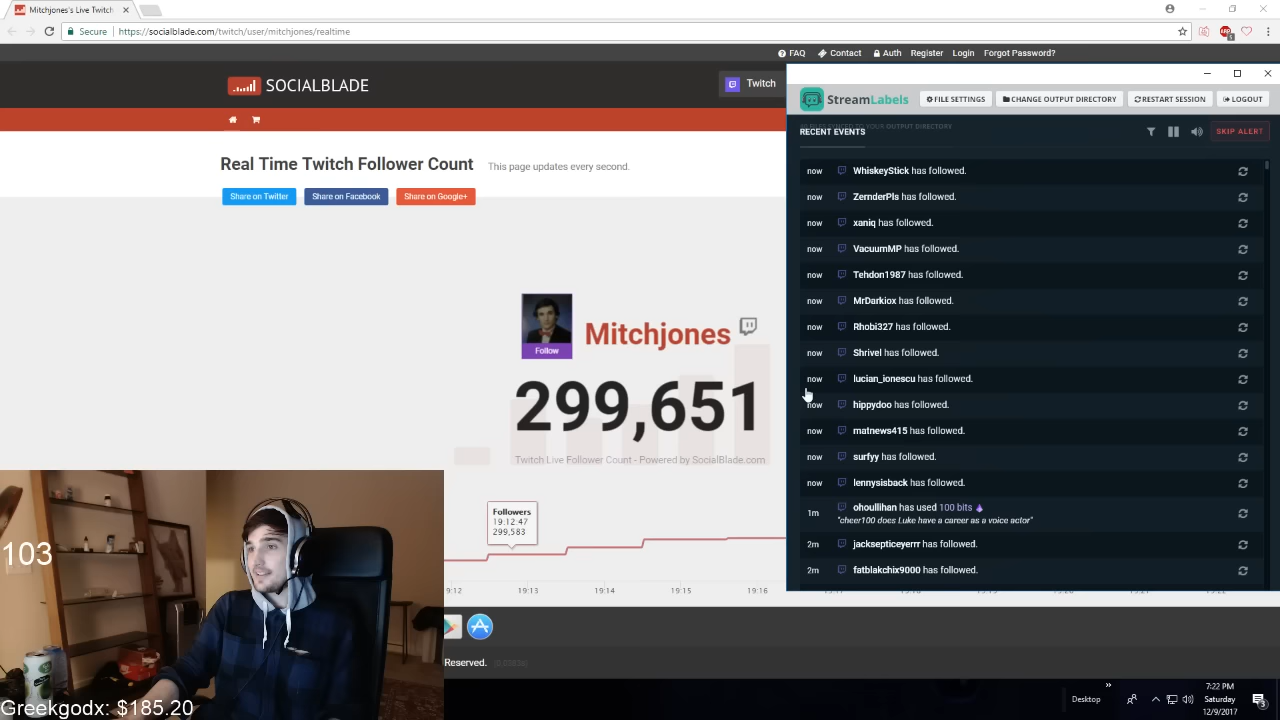 Mitchjones's Live Twitch
Secure
https://socialblade.com/twitch/user/mitchjones/realtime
FAQ Contact Auth Register Login Forgot Password?
SOCIALBLADE
Twitch
Real Time Twitch Follower Count
This page updates every second.
Share on Twitter
Share on Facebook
Share on Google+
Follow
Mitchjones
299,651
Twitch Live Follower Count - Powered by SocialBlade.com
Followers
19:12:47
299,583
9:12 19:13 19:14 19:15 19:16
Reserved.
StreamLabels
FILE SETTINGS
CHANGE OUTPUT DIRECTORY
RESTART SESSION
LOGOUT
RECENT EVENTS
SKIP ALERT
now WhiskeyStick has followed.
now ZernderPls has followed.
now xaniq has followed.
now VacuumMP has followed.
now Tehdon1987 has followed.
now MrDarkiox has followed.
now Rhobi327 has followed.
now Shrivel has followed.
now lucian_ionescu has followed.
now hippydoo has followed.
now matnews415 has followed.
now surfyy has followed.
now lennysisback has followed.
1m ohoullihan has used 100 bits
"cheer100 does Luke have a career as a voice actor"
2m jacksepticeyerrr has followed.
2m fatblakchix9000 has followed.
103
Greekgodx: $185.20
Desktop
7:22 PM
Saturday
12/9/2017